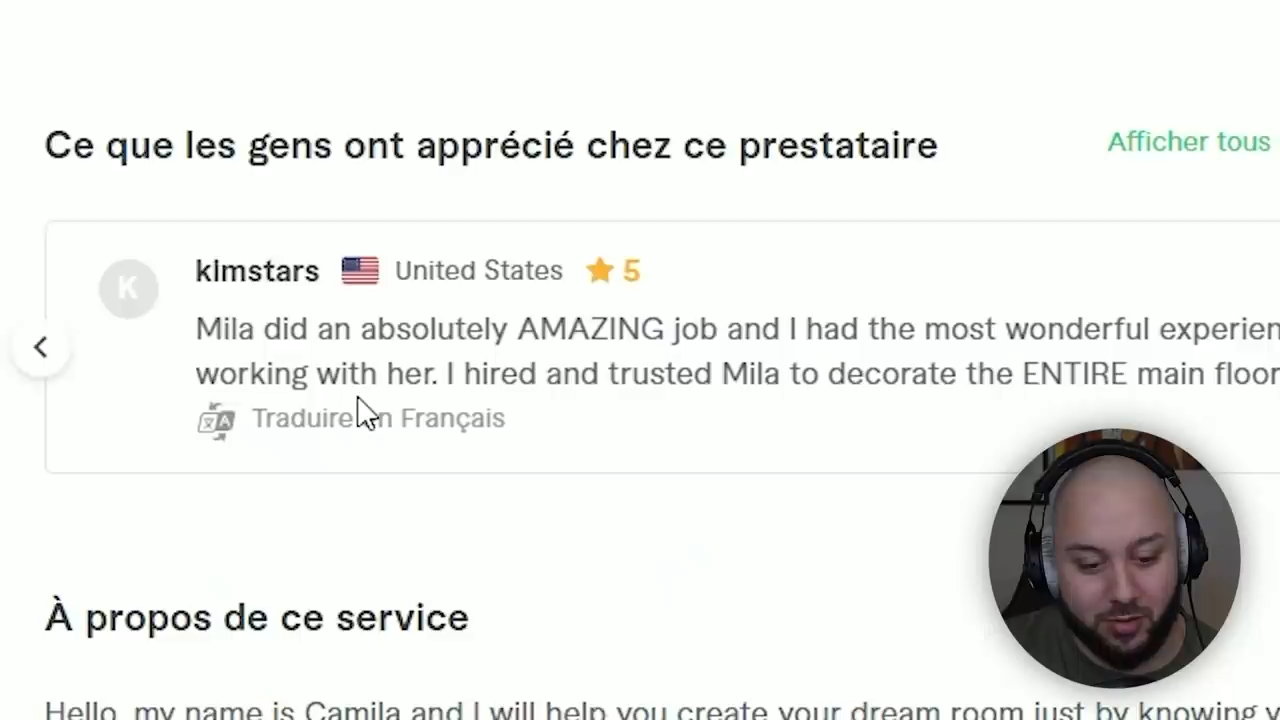 Ce que les gens ont apprécié chez ce prestataire
Afficher tous
K
klmstars United States 5
Mila did an absolutely AMAZING job and I had the most wonderful experien
working with her. I hired and trusted Mila to decorate the ENTIRE main floor
Traduire en Français
À propos de ce service
Hello, my name is Camila and I will help you create your dream room just by knowing y